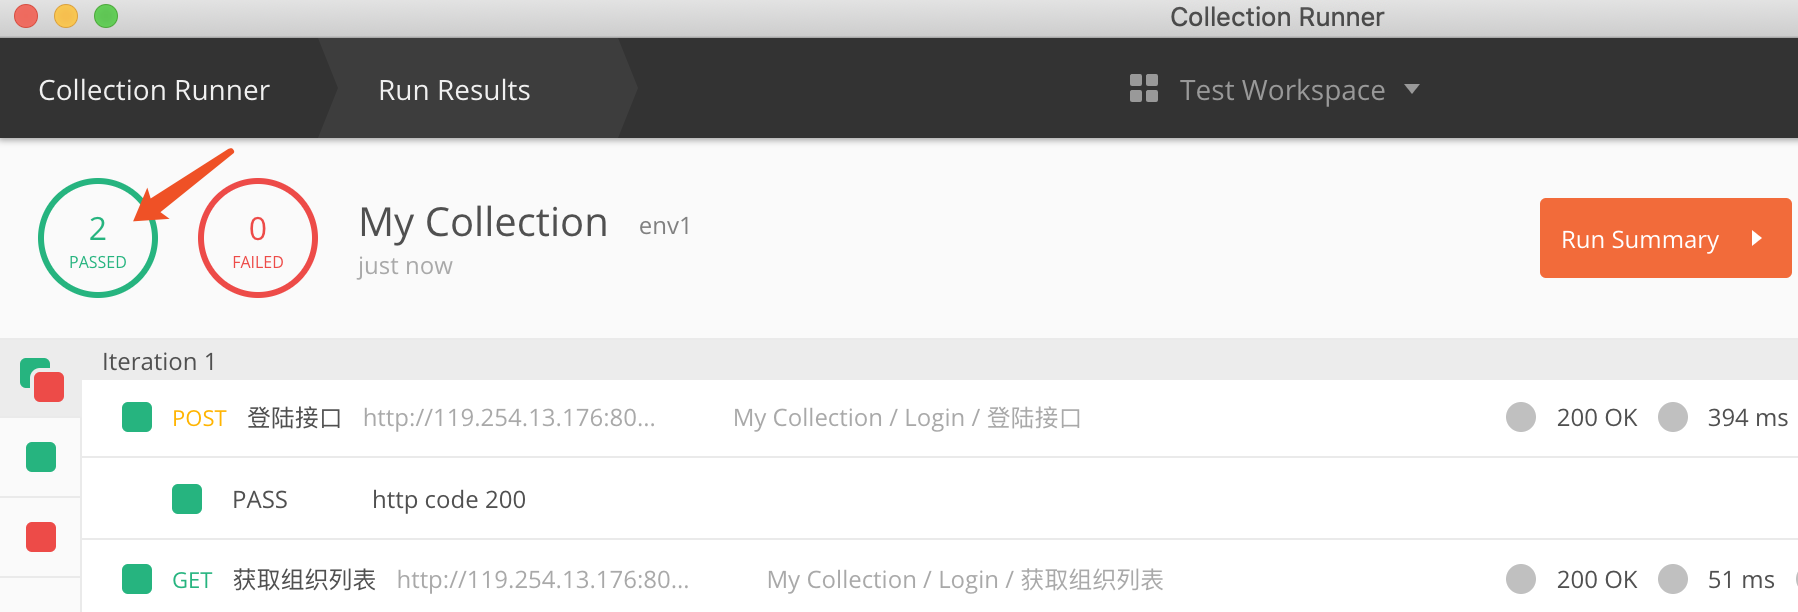 Collection Runner
Collection Runner Run Results Test Workspace
2 PASSED
0 FAILED
My Collection env1
just now
Run Summary
Iteration 1
POST 登陆接口 http://119.254.13.176:80... My Collection / Login / 登陆接口 200 OK 394 ms
PASS http code 200
GET 获取组织列表 http://119.254.13.176:80... My Collection / Login / 获取组织列表 200 OK 51 ms